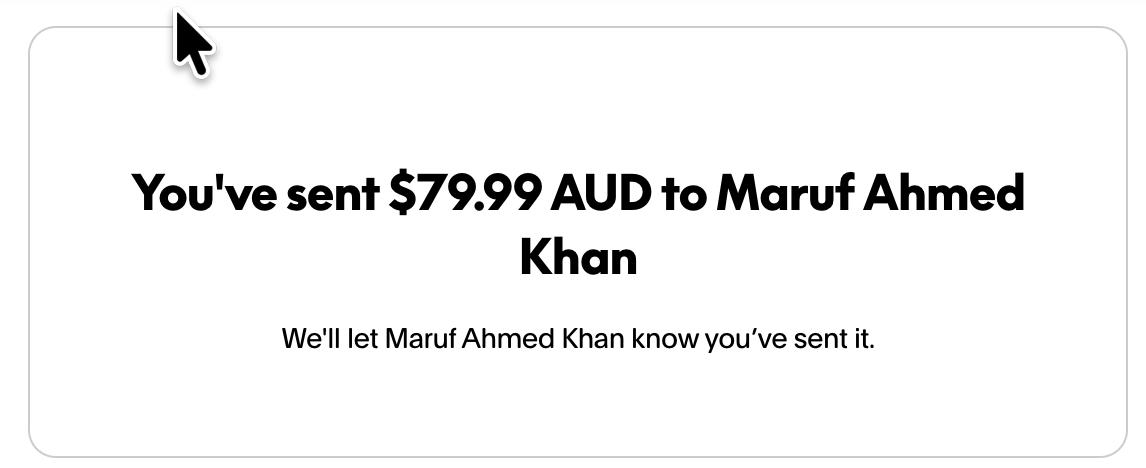 You've sent $79.99 AUD to Maruf Ahmed
Khan
We'll let Maruf Ahmed Khan know you’ve sent it.